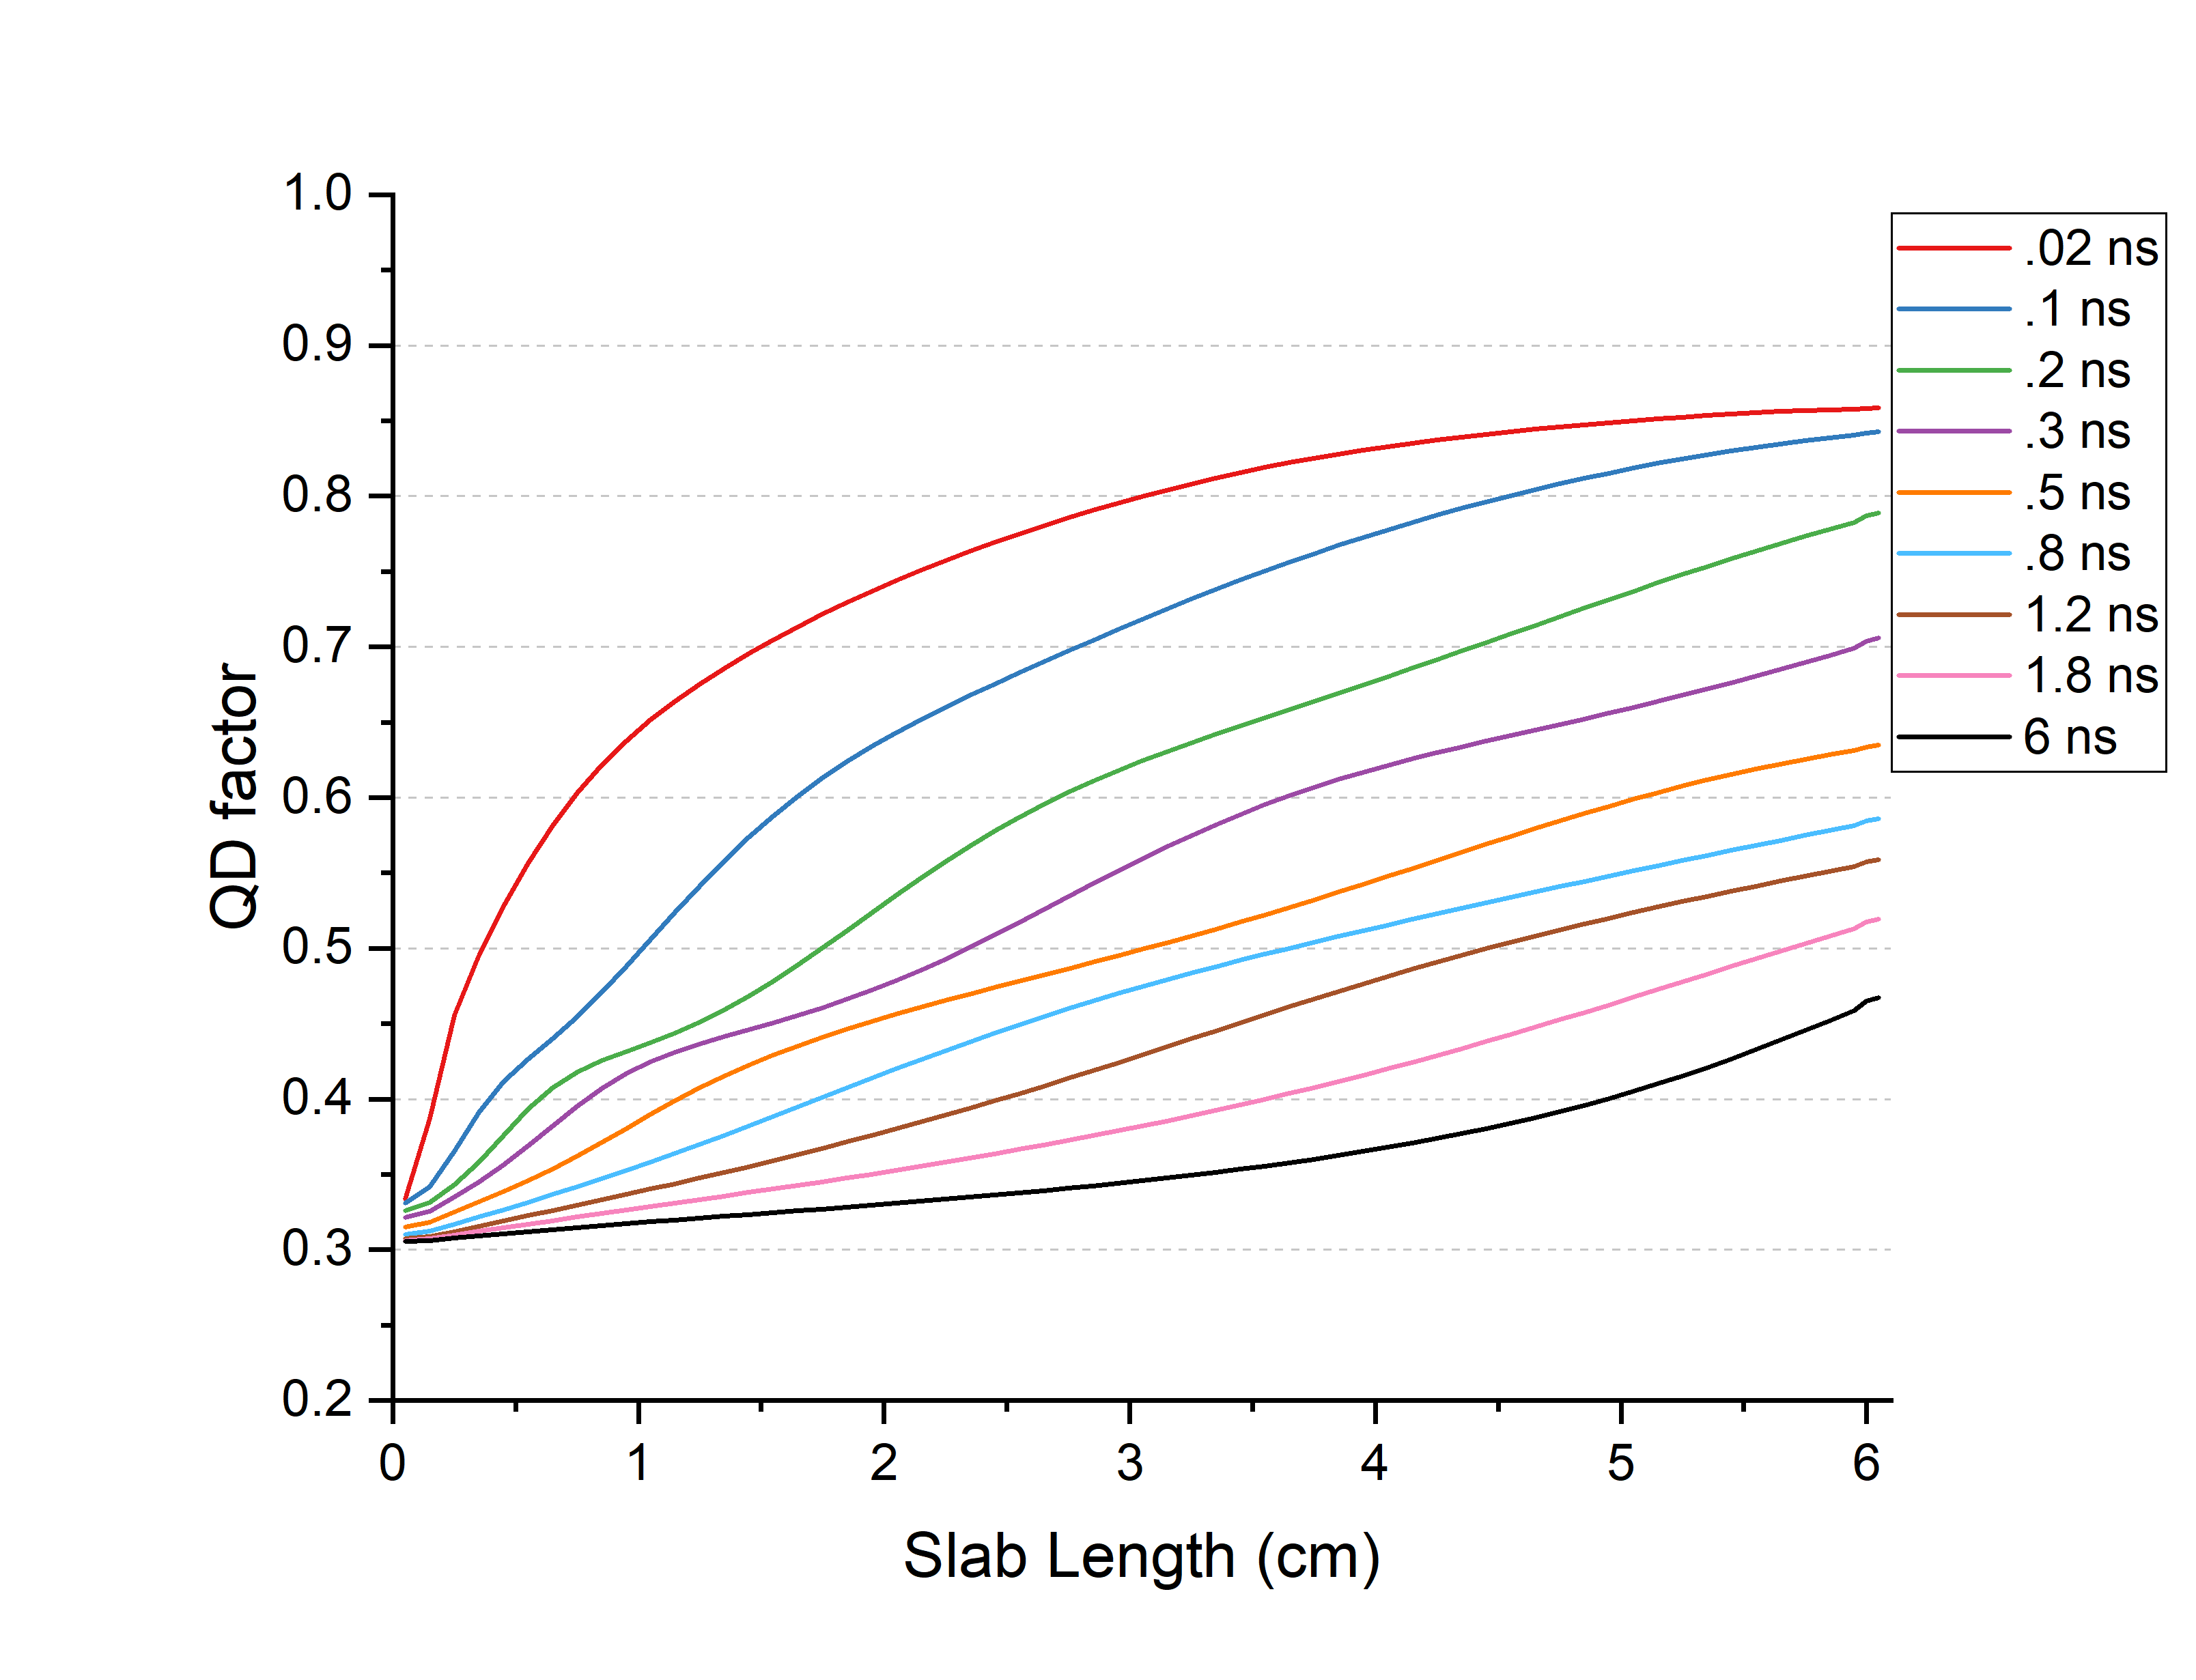 1.0
0.9
0.8
0.7
0.6
0.5
0.4
0.3
0.2
QD factor
0 1 2 3 4 5 6
Slab Length (cm)
.02 ns
.1 ns
.2 ns
.3 ns
.5 ns
.8 ns
1.2 ns
1.8 ns
6 ns